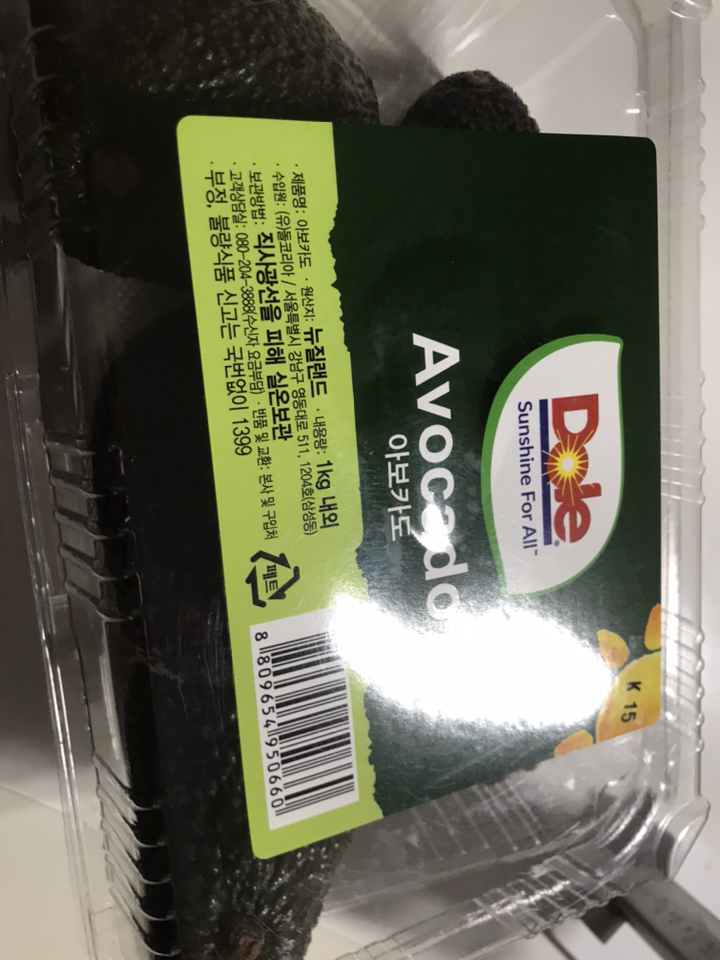 Dole®
Sunshine For All™
Avocado
아보카도
K 15
· 제품명: 아보카도 · 원산지: 뉴질랜드 · 내용량: 1kg 내외
· 수입원: (유)돌코리아 / 서울특별시 강남구 영동대로 511, 1204호(삼성동)
· 보관방법: 직사광선을 피해 실온보관
· 고객상담실: 080-204-3888(수신자 요금부담) · 반품 및 교환: 본사 및 구입처
· 부정, 불량식품 신고는 국번없이 1399
페트
8 809654 950660